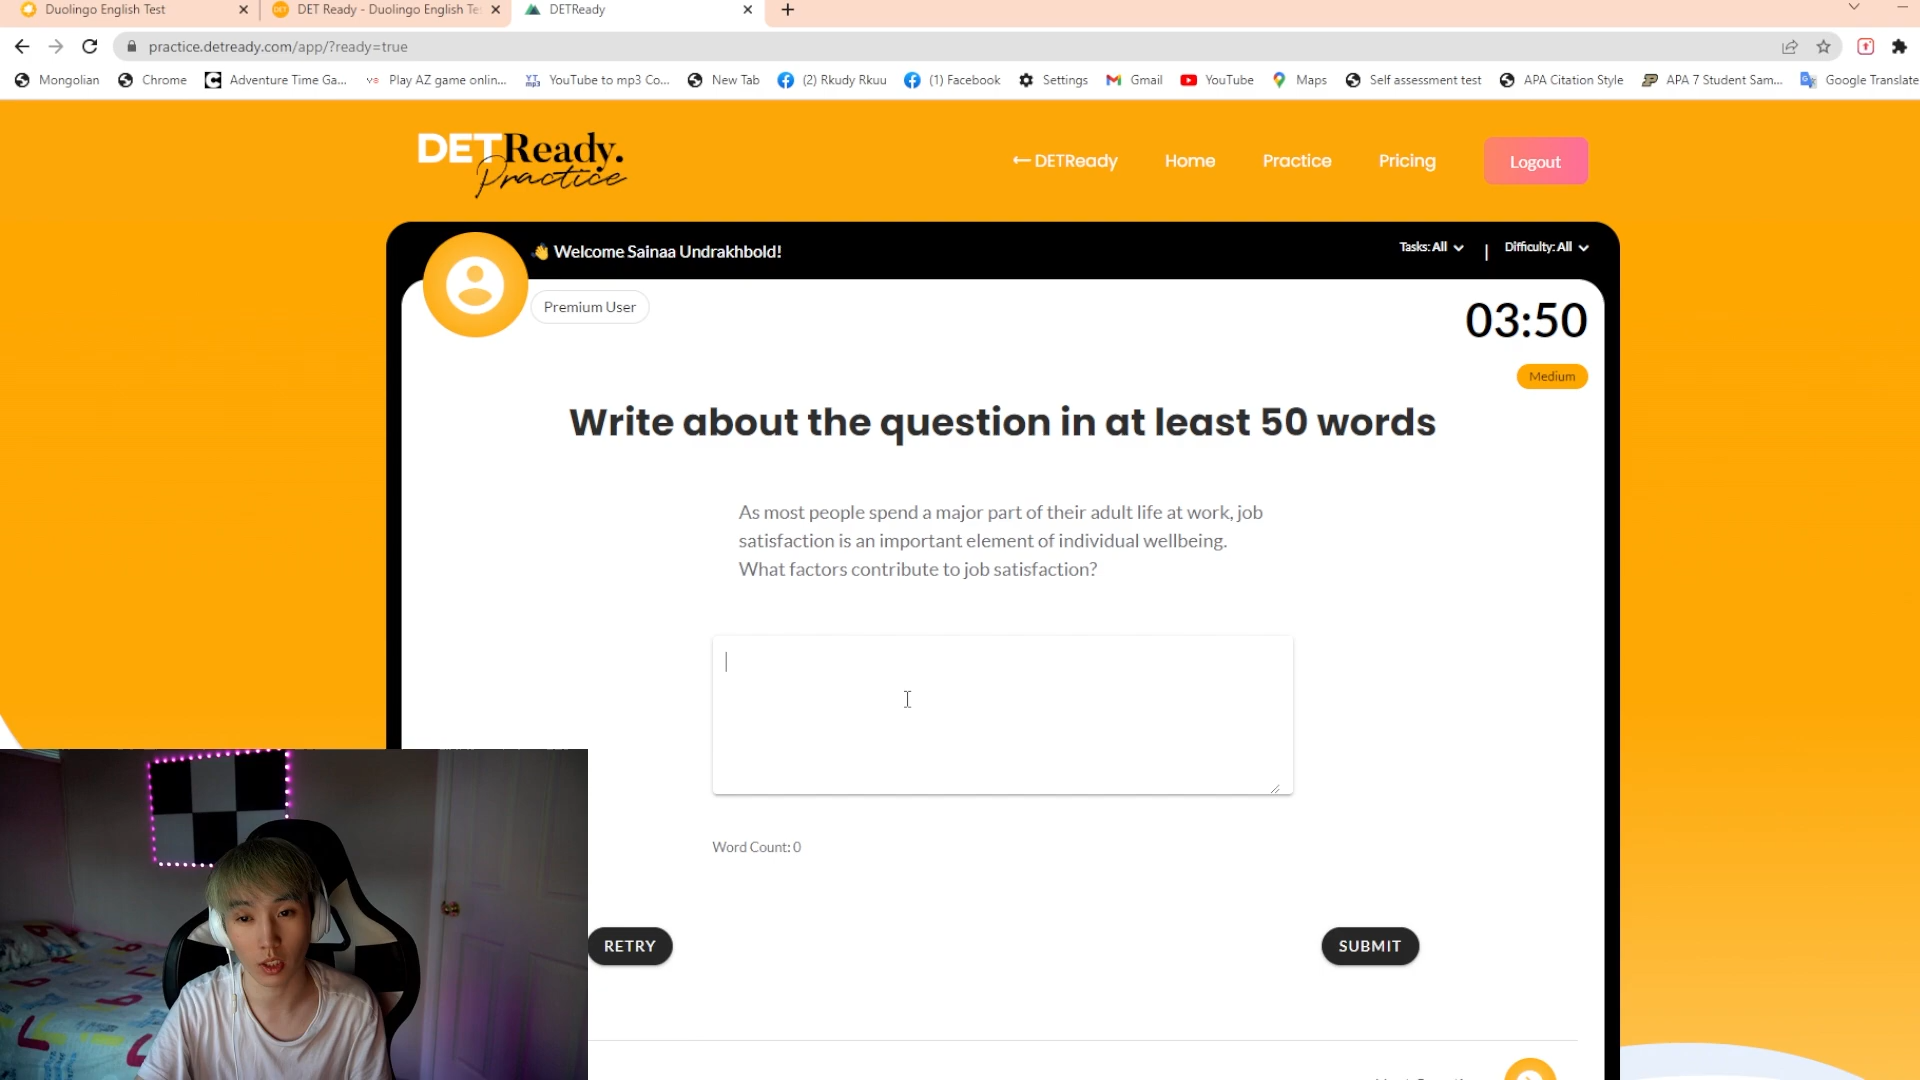 Duolingo English Test
DET Ready - Duolingo English Te
DETReady
practice.detready.com/app/?ready=true
Mongolian
Chrome
Adventure Time Ga...
Play AZ game onlin...
YouTube to mp3 Co...
New Tab
(2) Rkudy Rkuu
(1) Facebook
Settings
Gmail
YouTube
Maps
Self assessment test
APA Citation Style
APA 7 Student Sam...
Google Translate
DETReady.
Practice
←DETReady
Home
Practice
Pricing
Logout
👋 Welcome Sainaa Undrakhbold!
Tasks: All
|
Difficulty: All
Premium User
03:50
Medium
Write about the question in at least 50 words
As most people spend a major part of their adult life at work, job
satisfaction is an important element of individual wellbeing.
What factors contribute to job satisfaction?
Word Count: 0
RETRY
SUBMIT